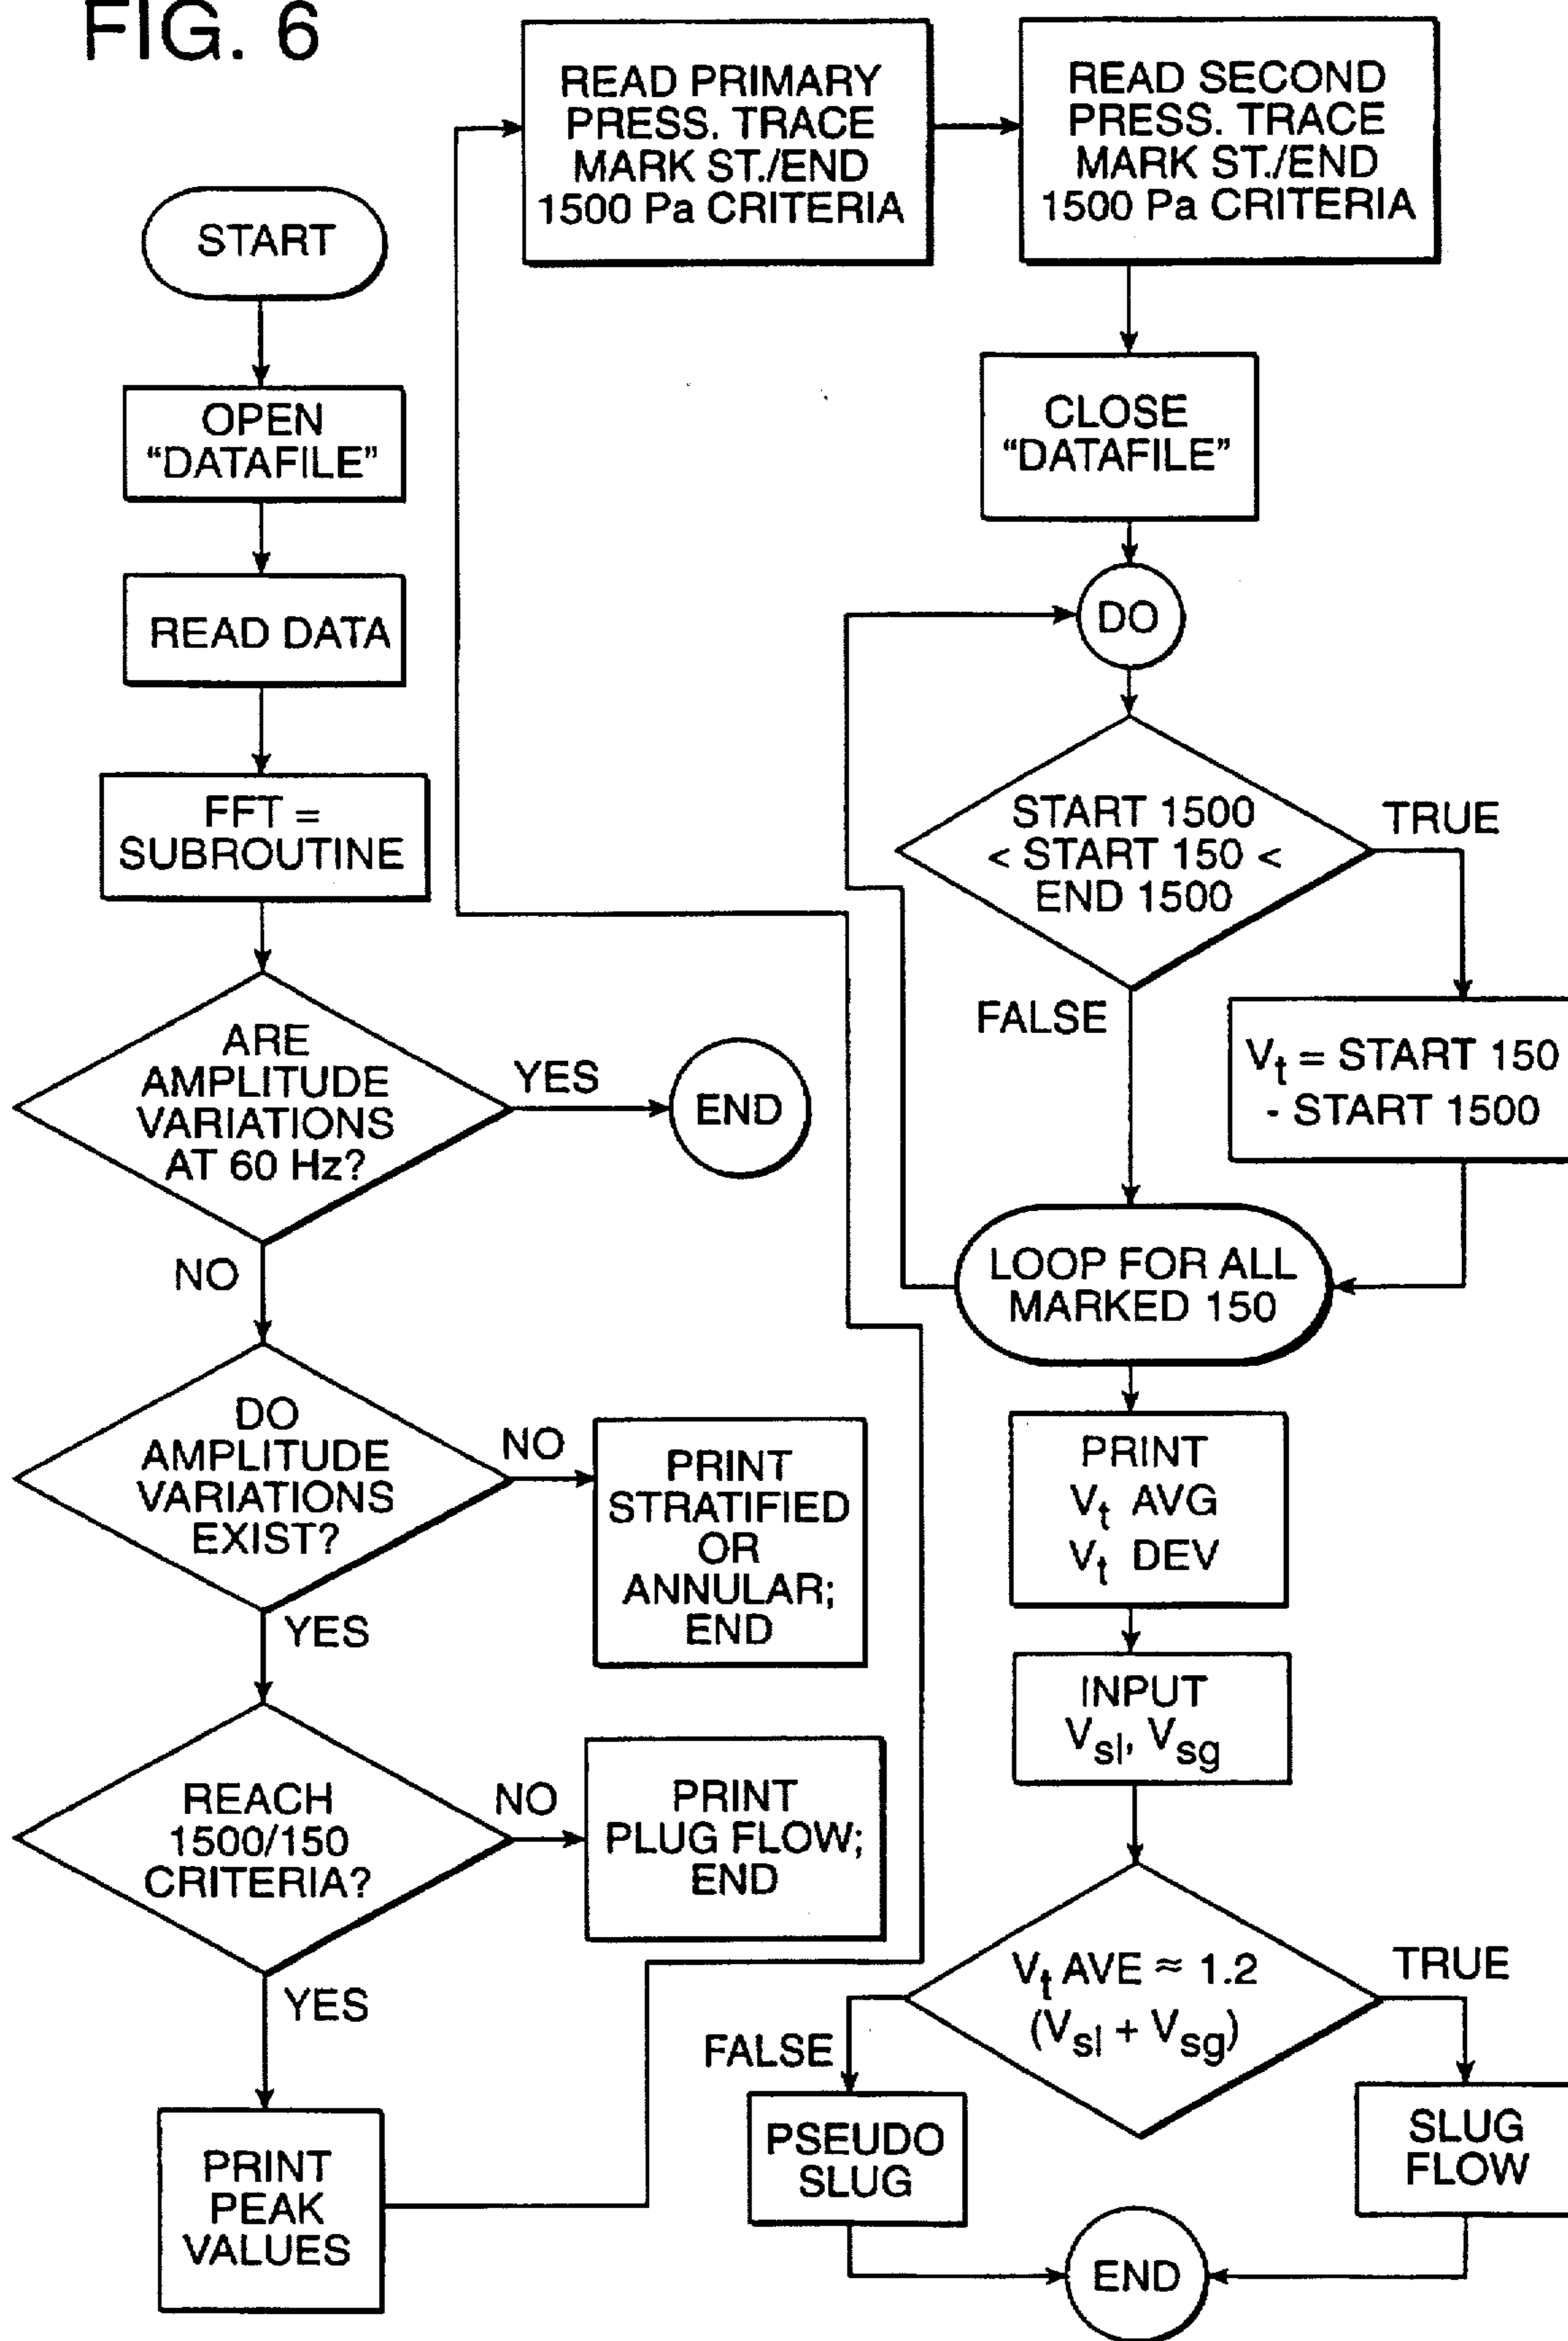 FIG. 6
START
OPEN
“DATAFILE”
READ DATA
FFT =
SUBROUTINE
ARE
AMPLITUDE
VARIATIONS
AT 60 Hz?
YES
END
NO
DO
AMPLITUDE
VARIATIONS
EXIST?
NO
PRINT
STRATIFIED
OR
ANNULAR;
END
YES
REACH
1500/150
CRITERIA?
NO
PRINT
PLUG FLOW;
END
YES
PRINT
PEAK
VALUES
READ PRIMARY
PRESS. TRACE
MARK ST./END
1500 Pa CRITERIA
READ SECOND
PRESS. TRACE
MARK ST./END
1500 Pa CRITERIA
CLOSE
“DATAFILE”
DO
START 1500
< START 150 <
END 1500
TRUE
FALSE
Vt = START 150
- START 1500
LOOP FOR ALL
MARKED 150
PRINT
Vt AVG
Vt DEV
INPUT
Vsl, Vsg
Vt AVE ≈ 1.2
(Vsl + Vsg)
TRUE
FALSE
PSEUDO
SLUG
SLUG
FLOW
END